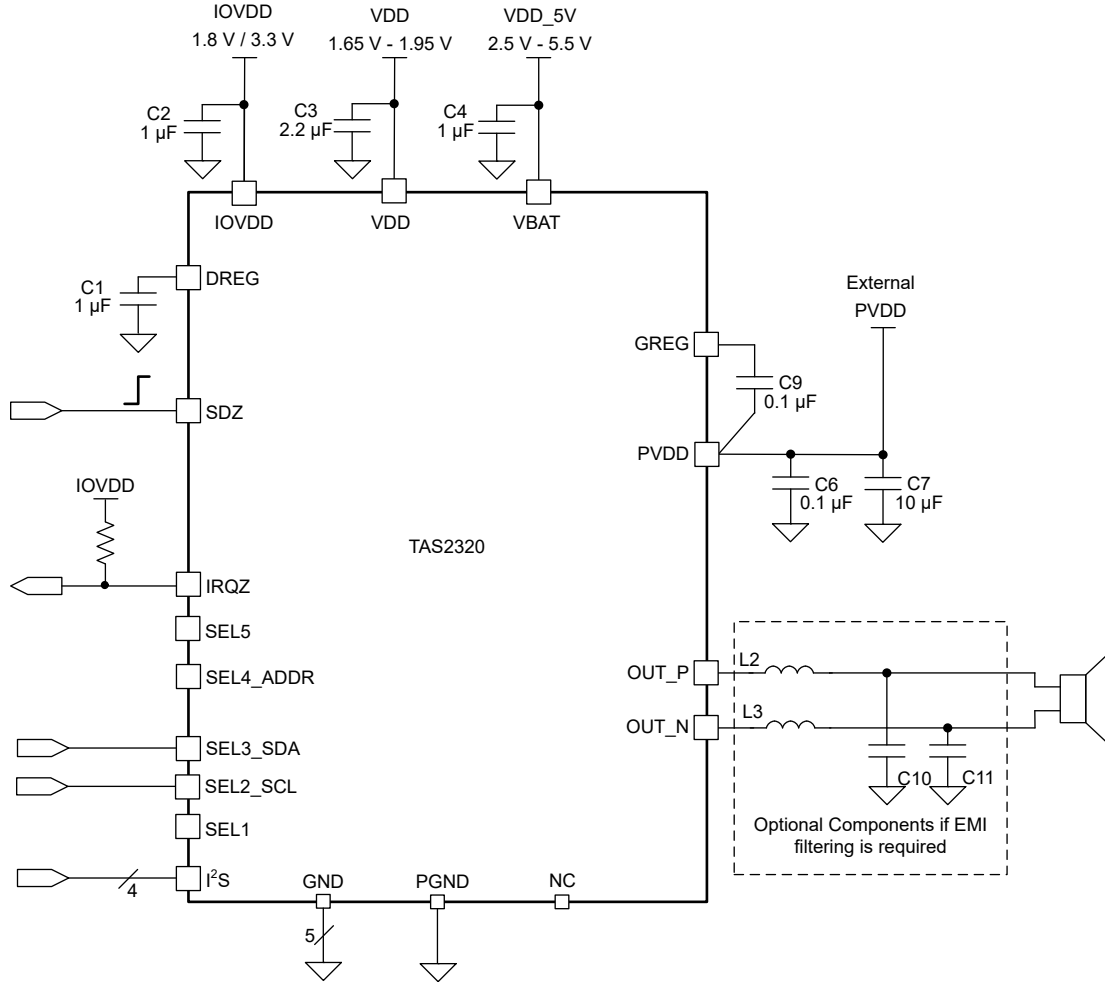 IOVDD
1.8 V / 3.3 V
VDD
1.65 V - 1.95 V
VDD_5V
2.5 V - 5.5 V
C2
1 µF
C3
2.2 µF
C4
1 µF
IOVDD
VDD
VBAT
DREG
C1
1 µF
External
PVDD
GREG
C9
0.1 µF
SDZ
PVDD
C6
0.1 µF
C7
10 µF
IOVDD
TAS2320
IRQZ
SEL5
SEL4_ADDR
OUT_P
L2
OUT_N
L3
SEL3_SDA
SEL2_SCL
C10
C11
SEL1
Optional Components if EMI
filtering is required
I²S
4
GND
PGND
NC
5